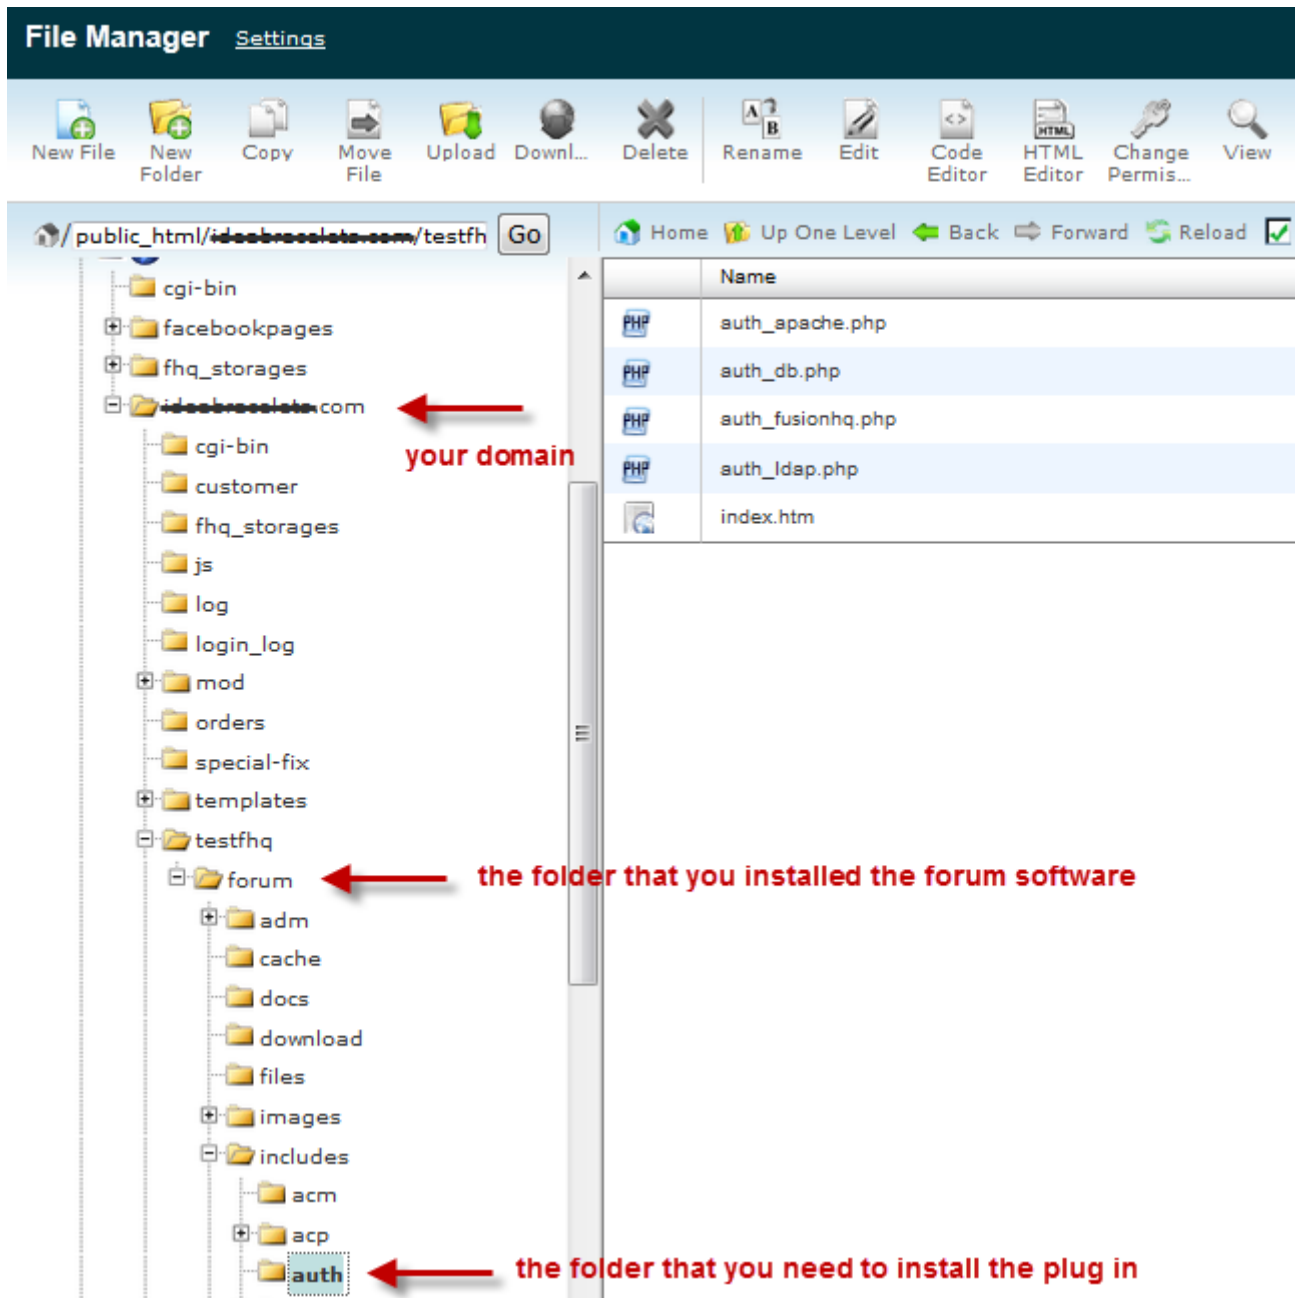 File Manager Settings
New File New Folder Copy Move File Upload Downl... Delete Rename Edit Code Editor HTML Editor Change Permis... View
/public_html/ /testfh Go Home Up One Level Back Forward Reload
Name
cgi-bin
facebookpages
fhq_storages
.com
your domain
cgi-bin
customer
fhq_storages
js
log
login_log
mod
orders
special-fix
templates
testfhq
forum
the folder that you installed the forum software
adm
cache
docs
download
files
images
includes
acm
acp
auth
the folder that you need to install the plug in
PHP auth_apache.php
PHP auth_db.php
PHP auth_fusionhq.php
PHP auth_ldap.php
index.htm